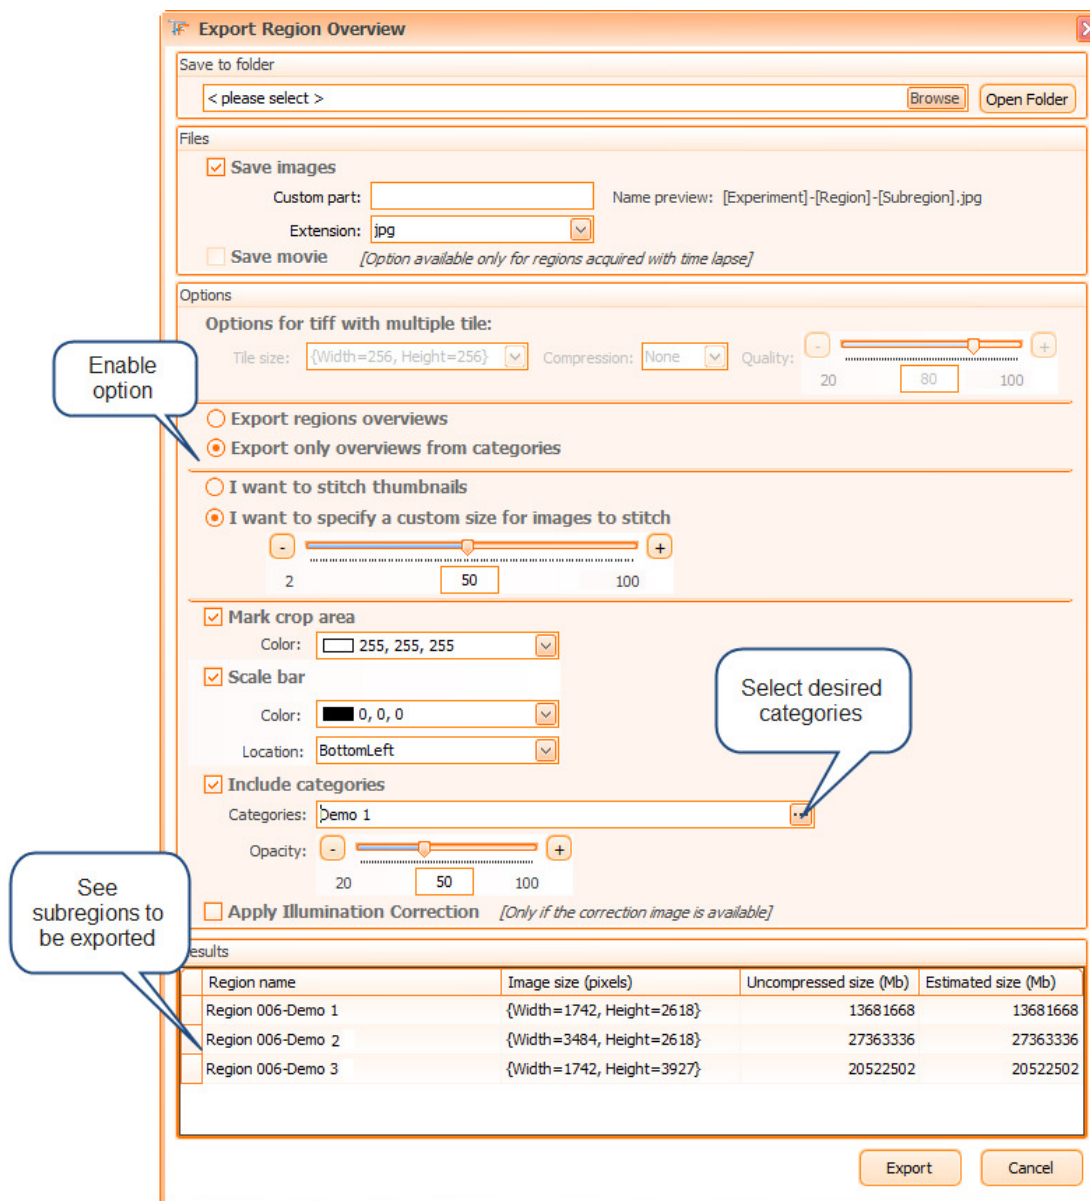 Export Region Overview
Save to folder
< please select > Browse Open Folder
Files
Save images
Custom part: Name preview: [Experiment]-[Region]-[Subregion].jpg
Extension: jpg
Save movie [Option available only for regions acquired with time lapse]
Options
Options for tiff with multiple tile:
Tile size: {Width=256, Height=256} Compression: None Quality: - +
20 80 100
Enable
option
Export regions overviews
Export only overviews from categories
I want to stitch thumbnails
I want to specify a custom size for images to stitch
- +
2 50 100
Mark crop area
Color: 255, 255, 255
Scale bar
Color: 0, 0, 0
Location: BottomLeft
Select desired
categories
Include categories
Categories: Demo 1
Opacity: - +
20 50 100
Apply Illumination Correction [Only if the correction image is available]
See
subregions to
be exported
esults
Region name Image size (pixels) Uncompressed size (Mb) Estimated size (Mb)
Region 006-Demo 1 {Width=1742, Height=2618} 13681668 13681668
Region 006-Demo 2 {Width=3484, Height=2618} 27363336 27363336
Region 006-Demo 3 {Width=1742, Height=3927} 20522502 20522502
Export Cancel